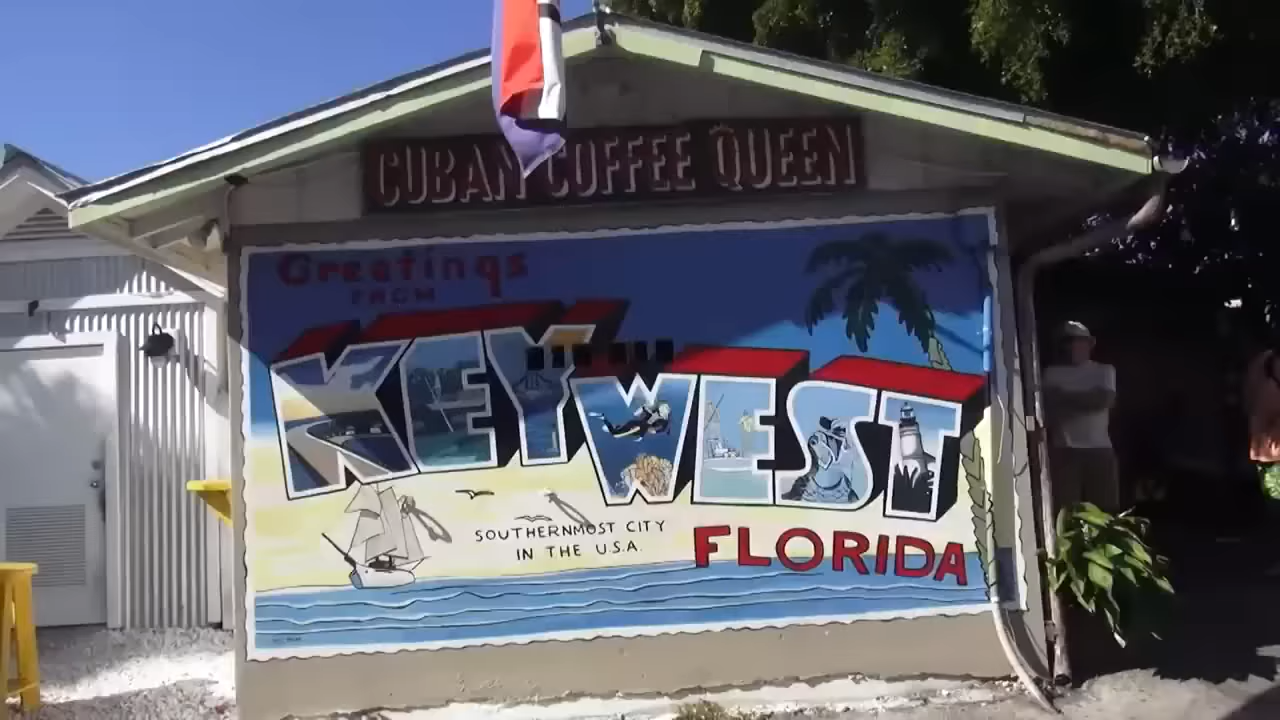 CUBAN COFFEE QUEEN
Greetings
FROM
KEY WEST
SOUTHERNMOST CITY
IN THE U.S.A.
FLORIDA